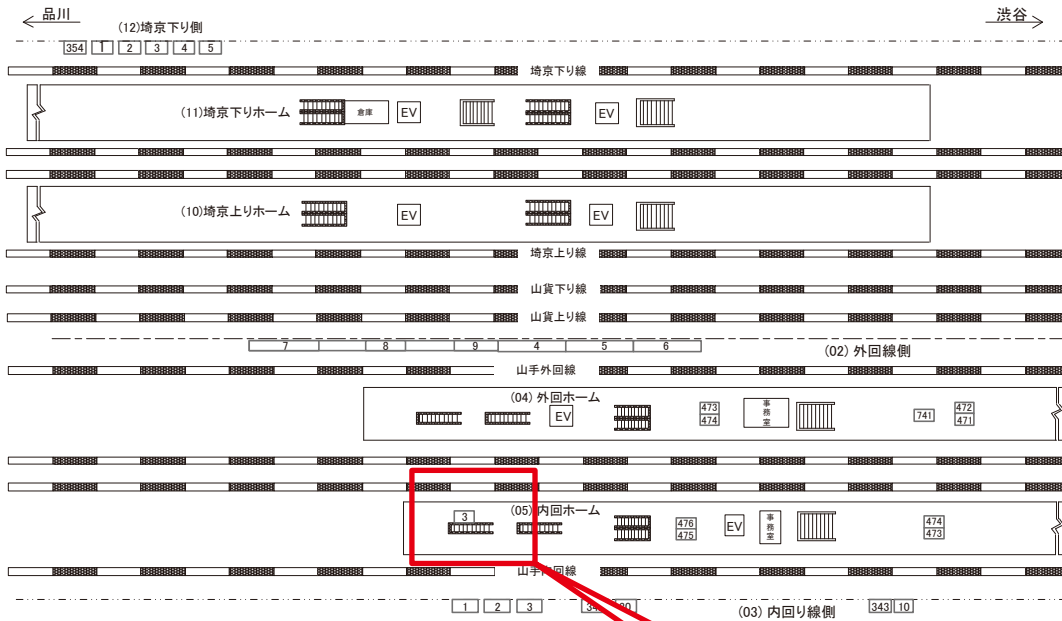 品川
渋谷
(12)埼京下り側
354 1 2 3 4 5
埼京下り線
(11)埼京下りホーム 倉庫 EV EV
(10)埼京上りホーム EV EV
埼京上り線
山貨下り線
山貨上り線
7 8 9 4 5 6
(02) 外回線側
山手外回線
(04) 外回ホーム
EV 473 474 事務室 741 472 471
(05)内回ホーム
3 476 475 EV 事務室 474 473
山手内回線
1 2 3
343 10
(03) 内回り線側